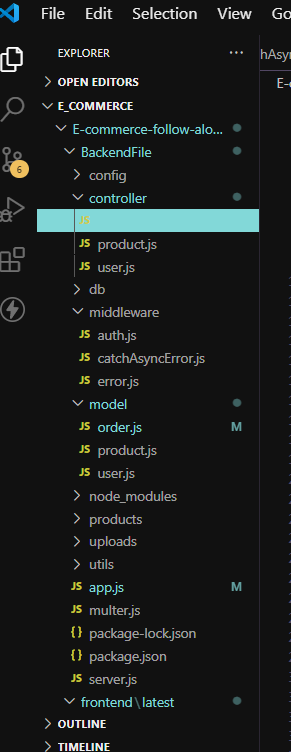 File Edit Selection View Go
EXPLORER ...
hAsyn
OPEN EDITORS
E_COMMERCE
E-c
E-commerce-follow-alo...
BackendFile
6
config
controller
JS
JS product.js
JS user.js
db
middleware
JS auth.js
JS catchAsyncError.js
JS error.js
model
JS order.js M
JS product.js
JS user.js
node_modules
products
uploads
utils
JS app.js M
JS multer.js
{} package-lock.json
{} package.json
JS server.js
frontend\latest
OUTLINE
TIMELINE